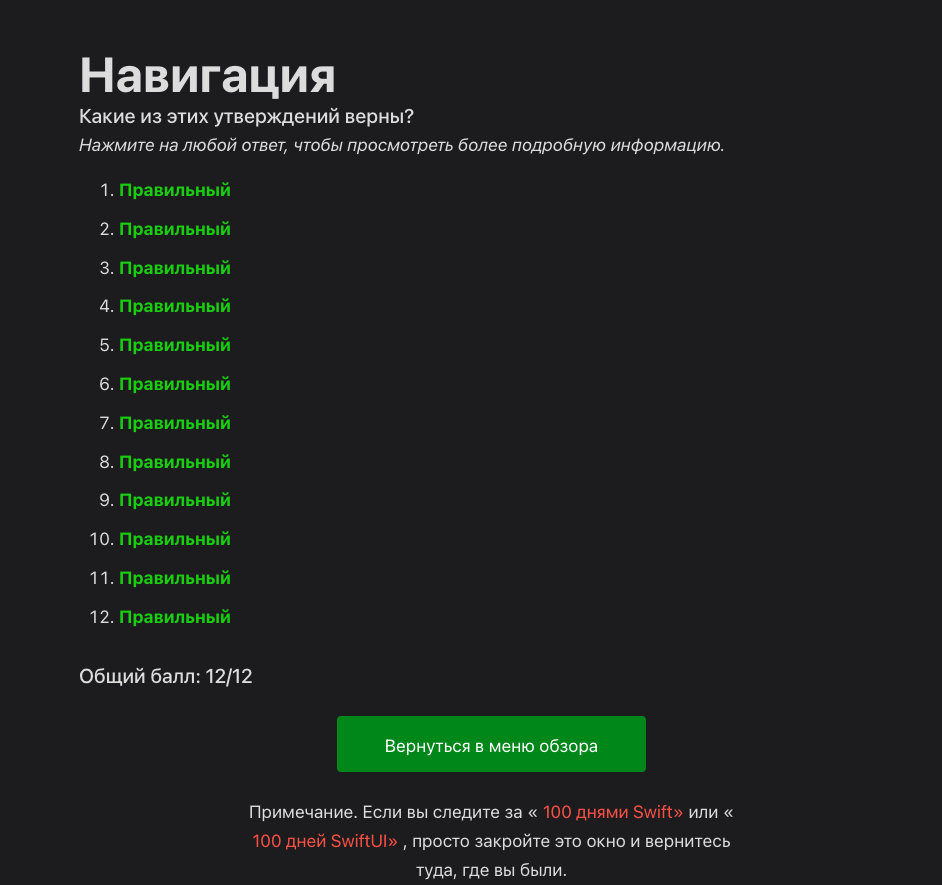 Навигация
Какие из этих утверждений верны?
Нажмите на любой ответ, чтобы просмотреть более подробную информацию.
1. Правильный
2. Правильный
3. Правильный
4. Правильный
5. Правильный
6. Правильный
7. Правильный
8. Правильный
9. Правильный
10. Правильный
11. Правильный
12. Правильный
Общий балл: 12/12
Вернуться в меню обзора
Примечание. Если вы следите за « 100 днями Swift» или «
100 дней SwiftUI» , просто закройте это окно и вернитесь
туда, где вы были.